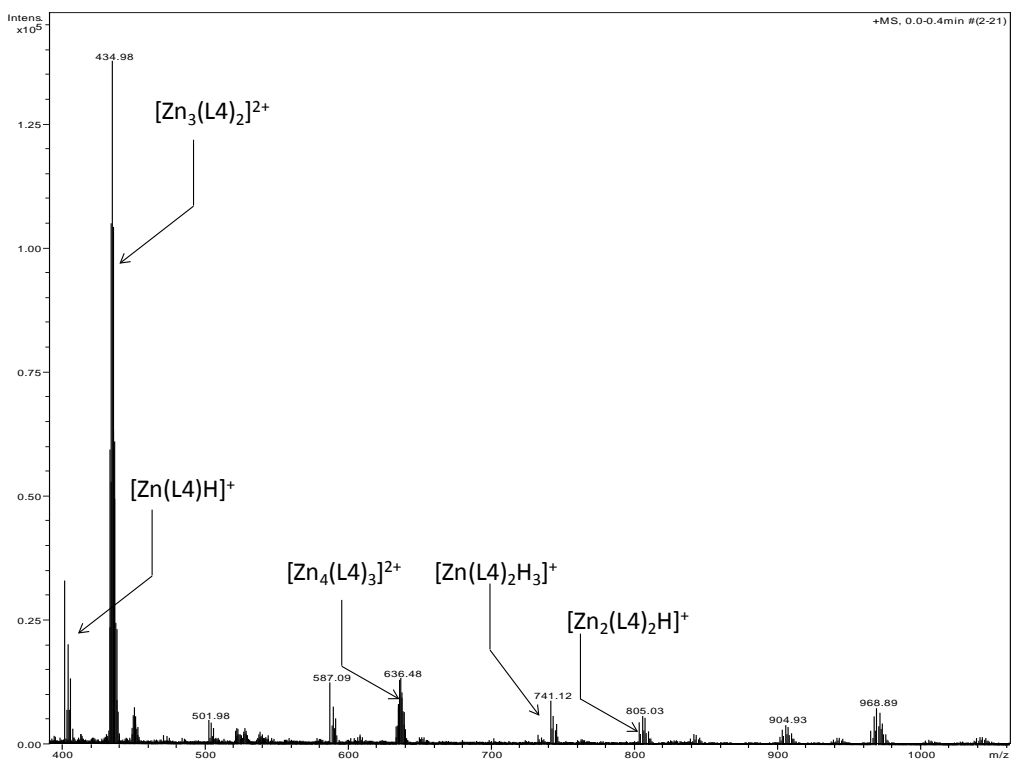 Intens.
x10⁵
+MS, 0.0-0.4min #(2-21)
434.98
[Zn₃(L4)₂]²⁺
1.25
1.00
0.75
[Zn(L4)H]⁺
0.50
[Zn₄(L4)₃]²⁺
[Zn(L4)₂H₃]⁺
[Zn₂(L4)₂H]⁺
0.25
587.09
636.48
741.12
805.03
968.89
501.98
904.93
0.00
400
500
600
700
800
900
1000
m/z